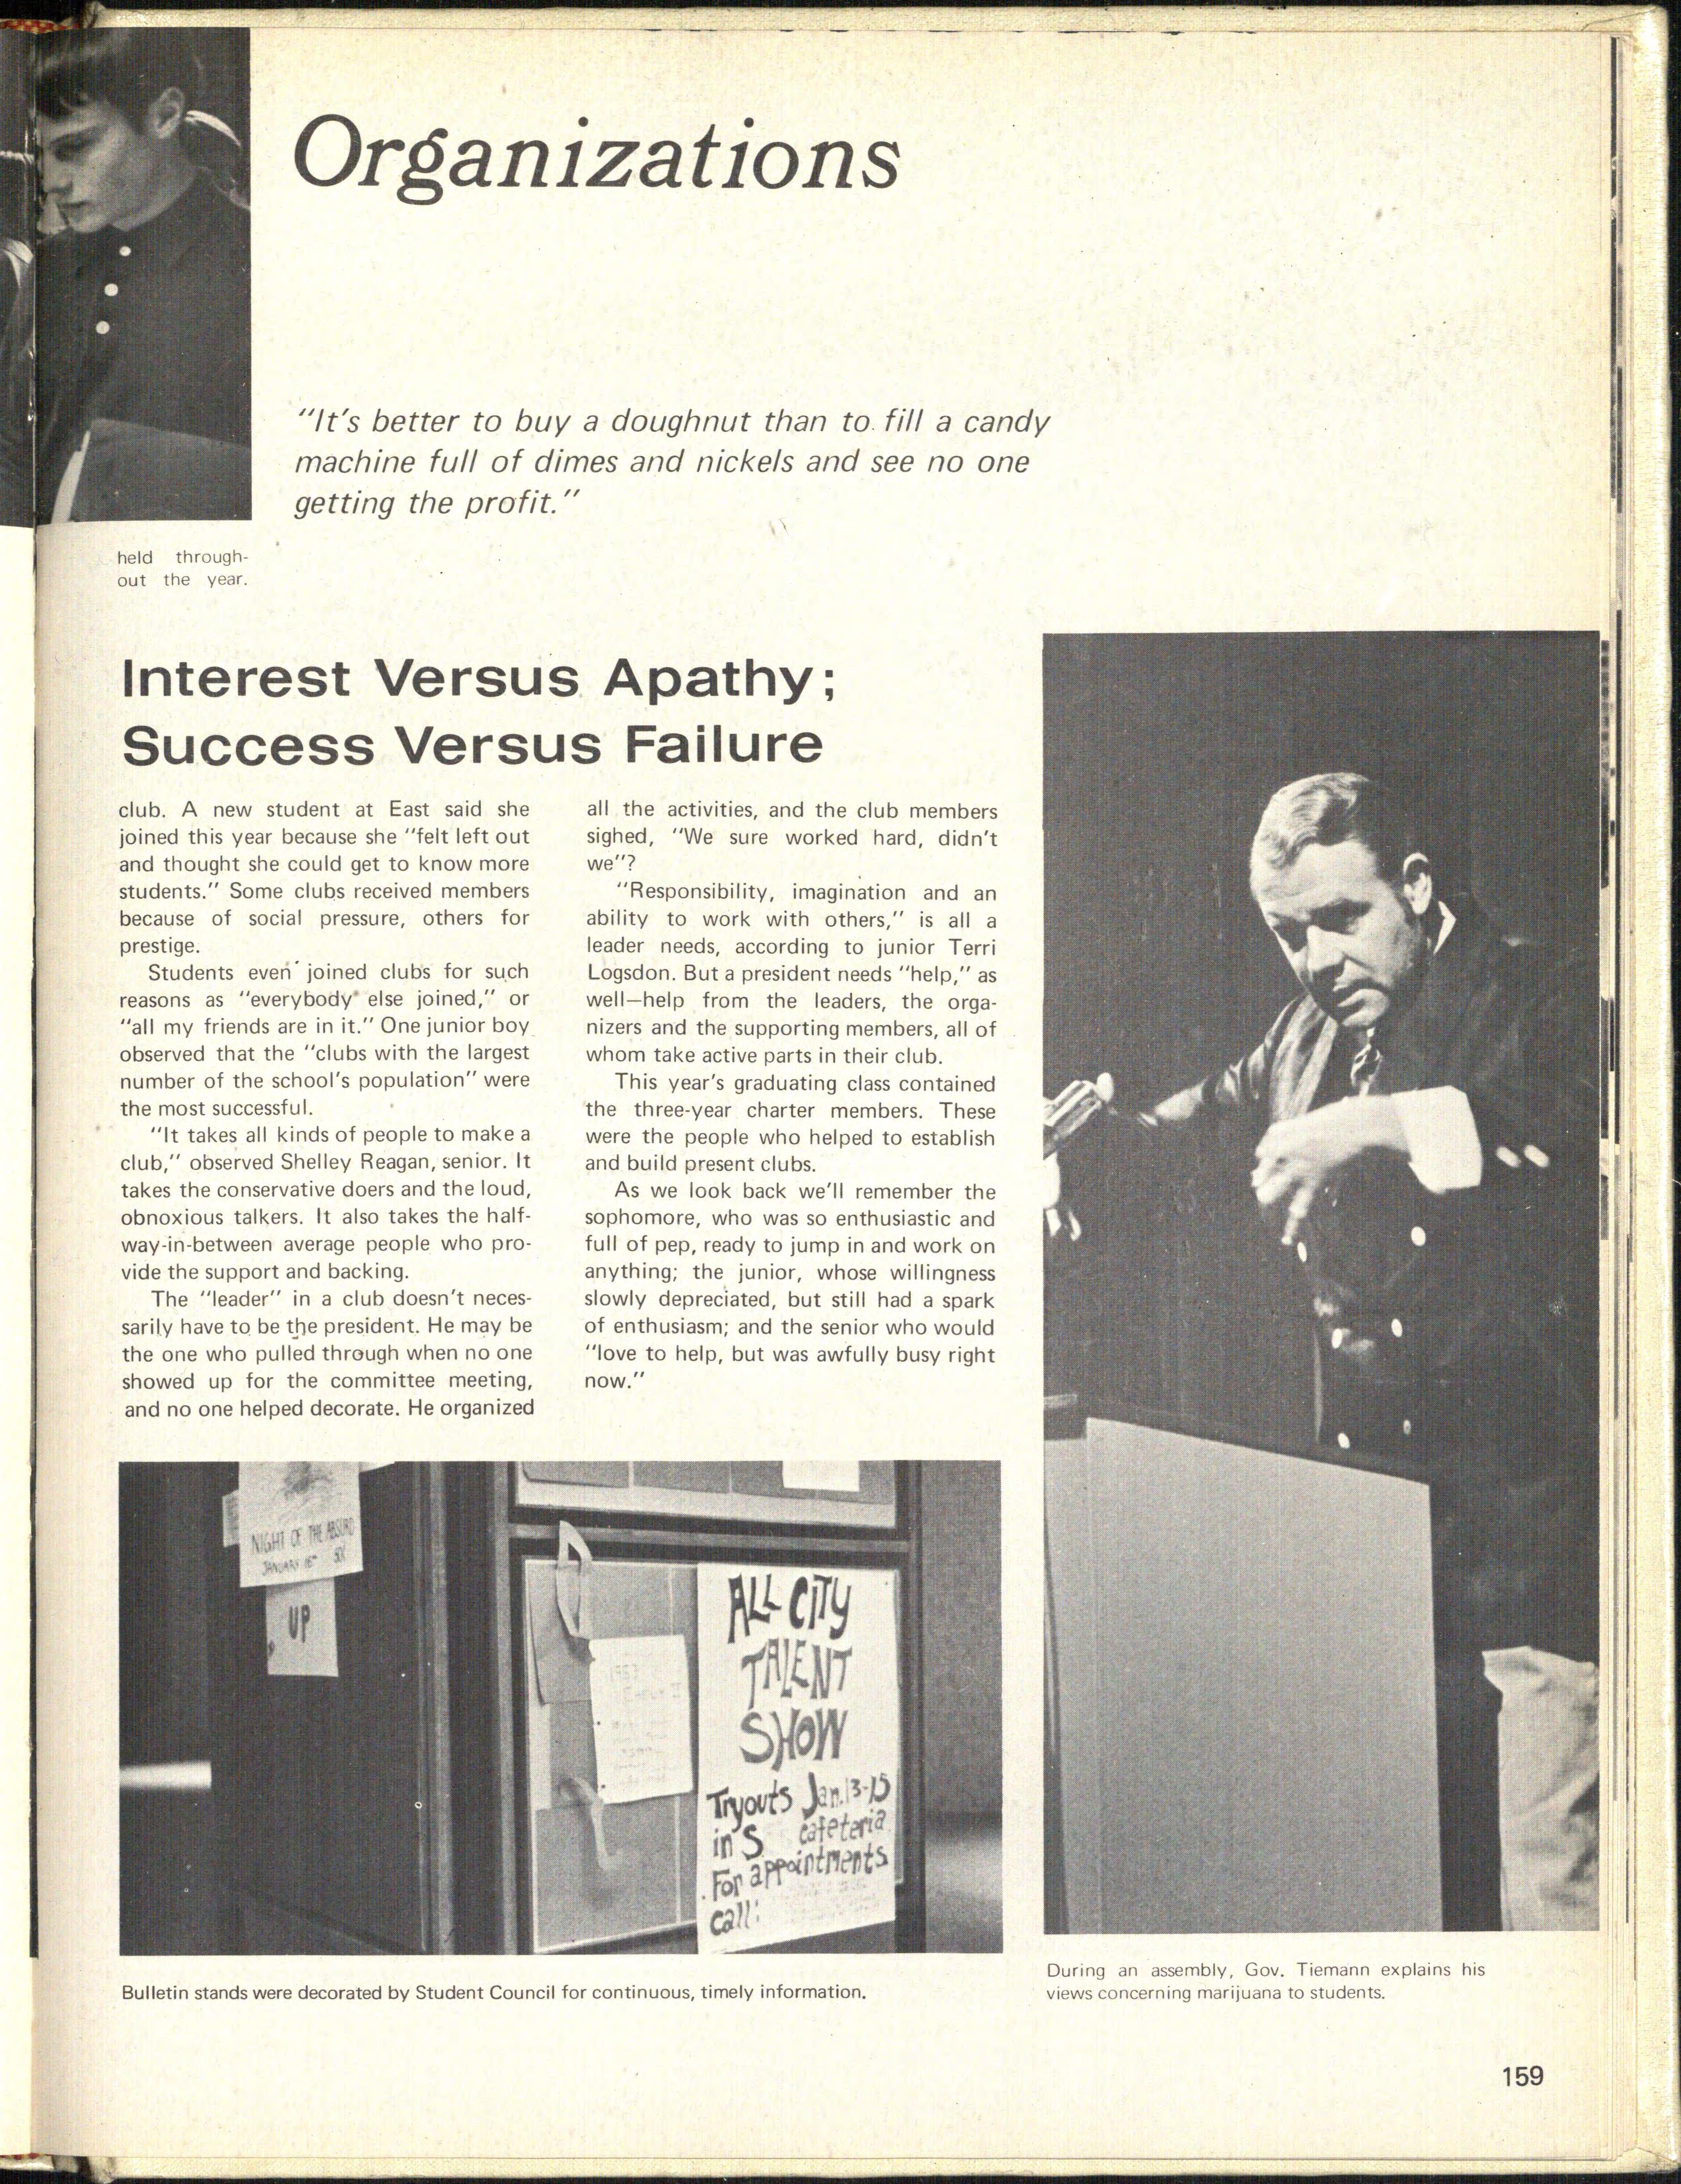 Organizations
"It's better to buy a doughnut than to fill a candy
machine full of dimes and nickels and see no one
getting the profit."
held through-
out the year.
Interest Versus Apathy;
Success Versus Failure
club. A new student at East said she
joined this year because she "felt left out
and thought she could get to know more
students." Some clubs received members
because of social pressure, others for
prestige.
Students even joined clubs for such
reasons as "everybody else joined," or
"all my friends are in it." One junior boy
observed that the "clubs with the largest
number of the school's population" were
the most successful.
"It takes all kinds of people to make a
club," observed Shelley Reagan, senior. It
takes the conservative doers and the loud,
obnoxious talkers. It also takes the half-
way-in-between average people who pro-
vide the support and backing.
The "leader" in a club doesn't neces-
sarily have to be the president. He may be
the one who pulled through when no one
showed up for the committee meeting,
and no one helped decorate. He organized
all the activities, and the club members
sighed, "We sure worked hard, didn't
we"?
"Responsibility, imagination and an
ability to work with others," is all a
leader needs, according to junior Terri
Logsdon. But a president needs "help," as
well—help from the leaders, the orga-
nizers and the supporting members, all of
whom take active parts in their club.
This year's graduating class contained
the three-year charter members. These
were the people who helped to establish
and build present clubs.
As we look back we'll remember the
sophomore, who was so enthusiastic and
full of pep, ready to jump in and work on
anything; the junior, whose willingness
slowly depreciated, but still had a spark
of enthusiasm; and the senior who would
"love to help, but was awfully busy right
now."
NIGHT OF THE ABSURD
JANUARY 16
UP
ALL CITY
TALENT
SHOW
Tryouts Jan. 13-15
in S cafeteria
For appointments
call:
Bulletin stands were decorated by Student Council for continuous, timely information.
During an assembly, Gov. Tiemann explains his
views concerning marijuana to students.
159